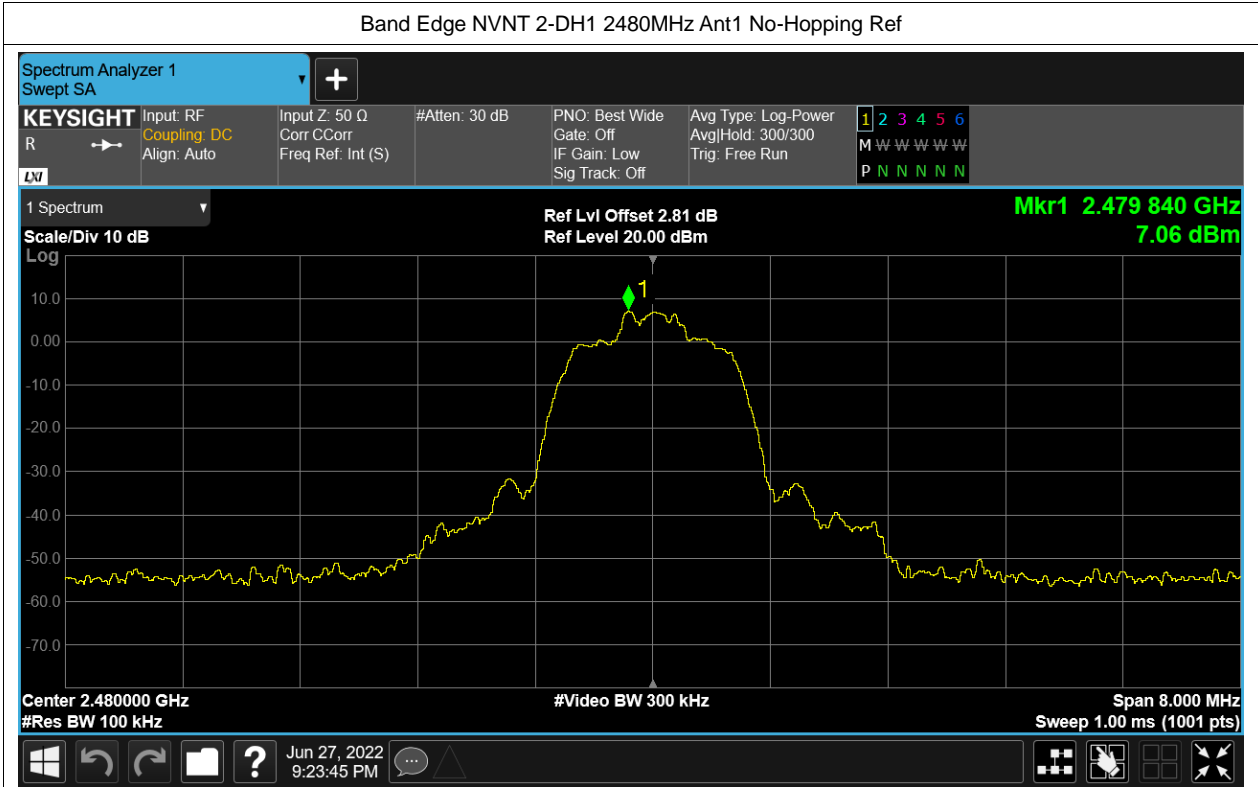 Band Edge NVNT 2-DH1 2480MHz Ant1 No-Hopping Ref
Spectrum Analyzer 1
Swept SA
KEYSIGHT
R
LXI
Input: RF
Coupling: DC
Align: Auto
Input Z: 50 Ω
Corr CCorr
Freq Ref: Int (S)
#Atten: 30 dB
PNO: Best Wide
Gate: Off
IF Gain: Low
Sig Track: Off
Avg Type: Log-Power
Avg|Hold: 300/300
Trig: Free Run
1 2 3 4 5 6
M W W W W W
P N N N N N
1 Spectrum
Scale/Div 10 dB
Ref Lvl Offset 2.81 dB
Ref Level 20.00 dBm
Mkr1 2.479 840 GHz
7.06 dBm
Log
1
10.0
0.00
-10.0
-20.0
-30.0
-40.0
-50.0
-60.0
-70.0
Center 2.480000 GHz
#Video BW 300 kHz
Span 8.000 MHz
#Res BW 100 kHz
Sweep 1.00 ms (1001 pts)
?
Jun 27, 2022
9:23:45 PM